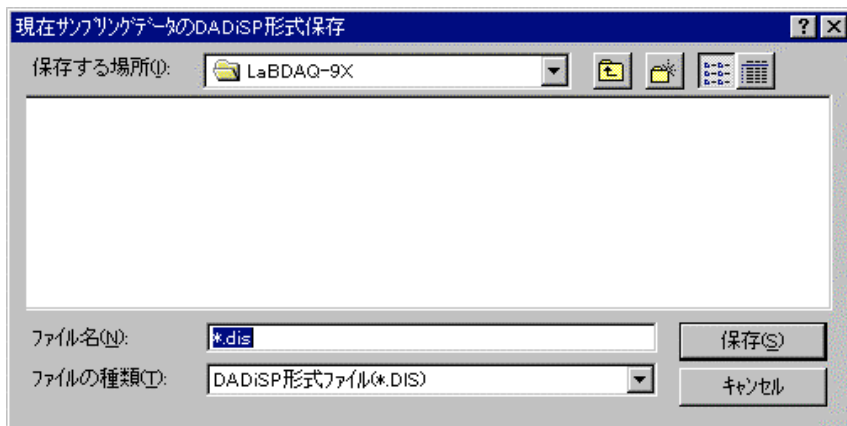 現在ｻﾝﾌﾟﾘﾝｸﾞﾃﾞｰﾀのDADiSP形式保存
保存する場所(I): LaBDAQ-9X
ﾌｧｲﾙ名(N): *.dis 保存(S)
ﾌｧｲﾙの種類(T): DADiSP形式ﾌｧｲﾙ(*.DIS) ｷｬﾝｾﾙ